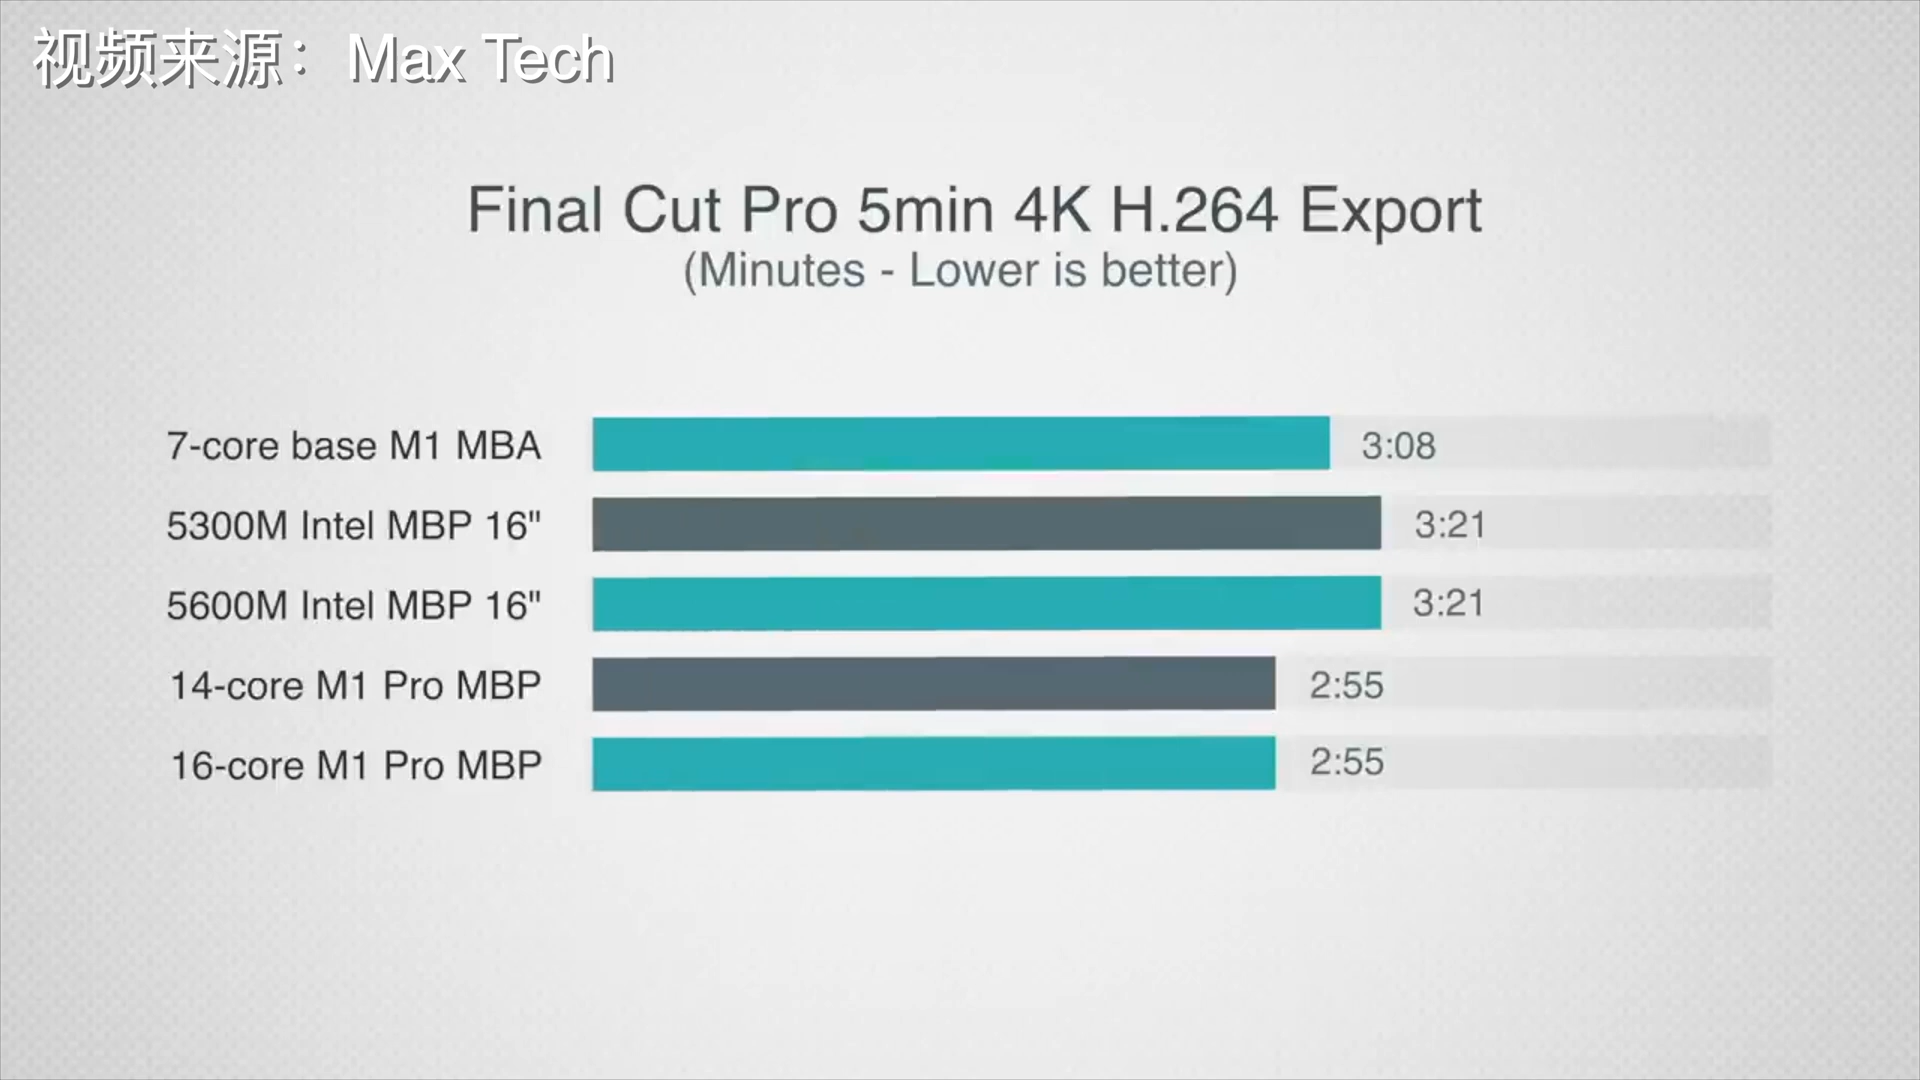 视频来源：Max Tech
Final Cut Pro 5min 4K H.264 Export
(Minutes - Lower is better)
7-core base M1 MBA 3:08
5300M Intel MBP 16" 3:21
5600M Intel MBP 16" 3:21
14-core M1 Pro MBP 2:55
16-core M1 Pro MBP 2:55